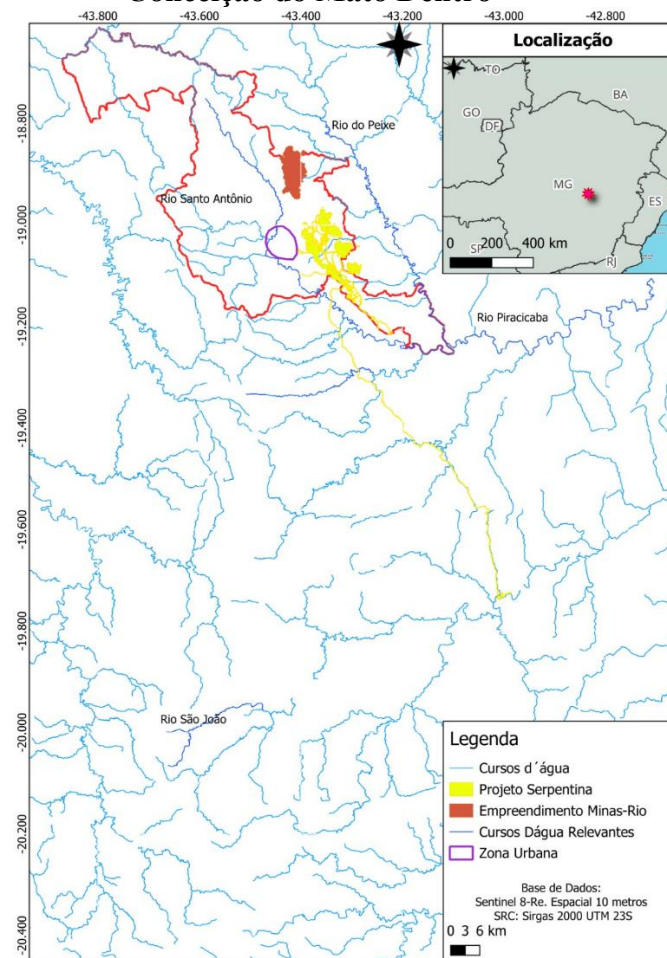 Conceição do Mato Dentro
-43.800
-43.600
-43.400
-43.200
-43.000
-42.800
Localização
TO
BA
GO
DF
MG
ES
SP
RJ
0 200 400 km
-18.800
-19.000
-19.200
-19.400
-19.600
-19.800
-20.000
-20.200
-20.400
Rio do Peixe
Rio Santo Antônio
Rio Piracicaba
Rio São João
Legenda
Cursos d´água
Projeto Serpentina
Empreendimento Minas-Rio
Cursos Dágua Relevantes
Zona Urbana
Base de Dados:
Sentinel 8-Re. Espacial 10 metros
SRC: Sirgas 2000 UTM 23S
0 3 6 km